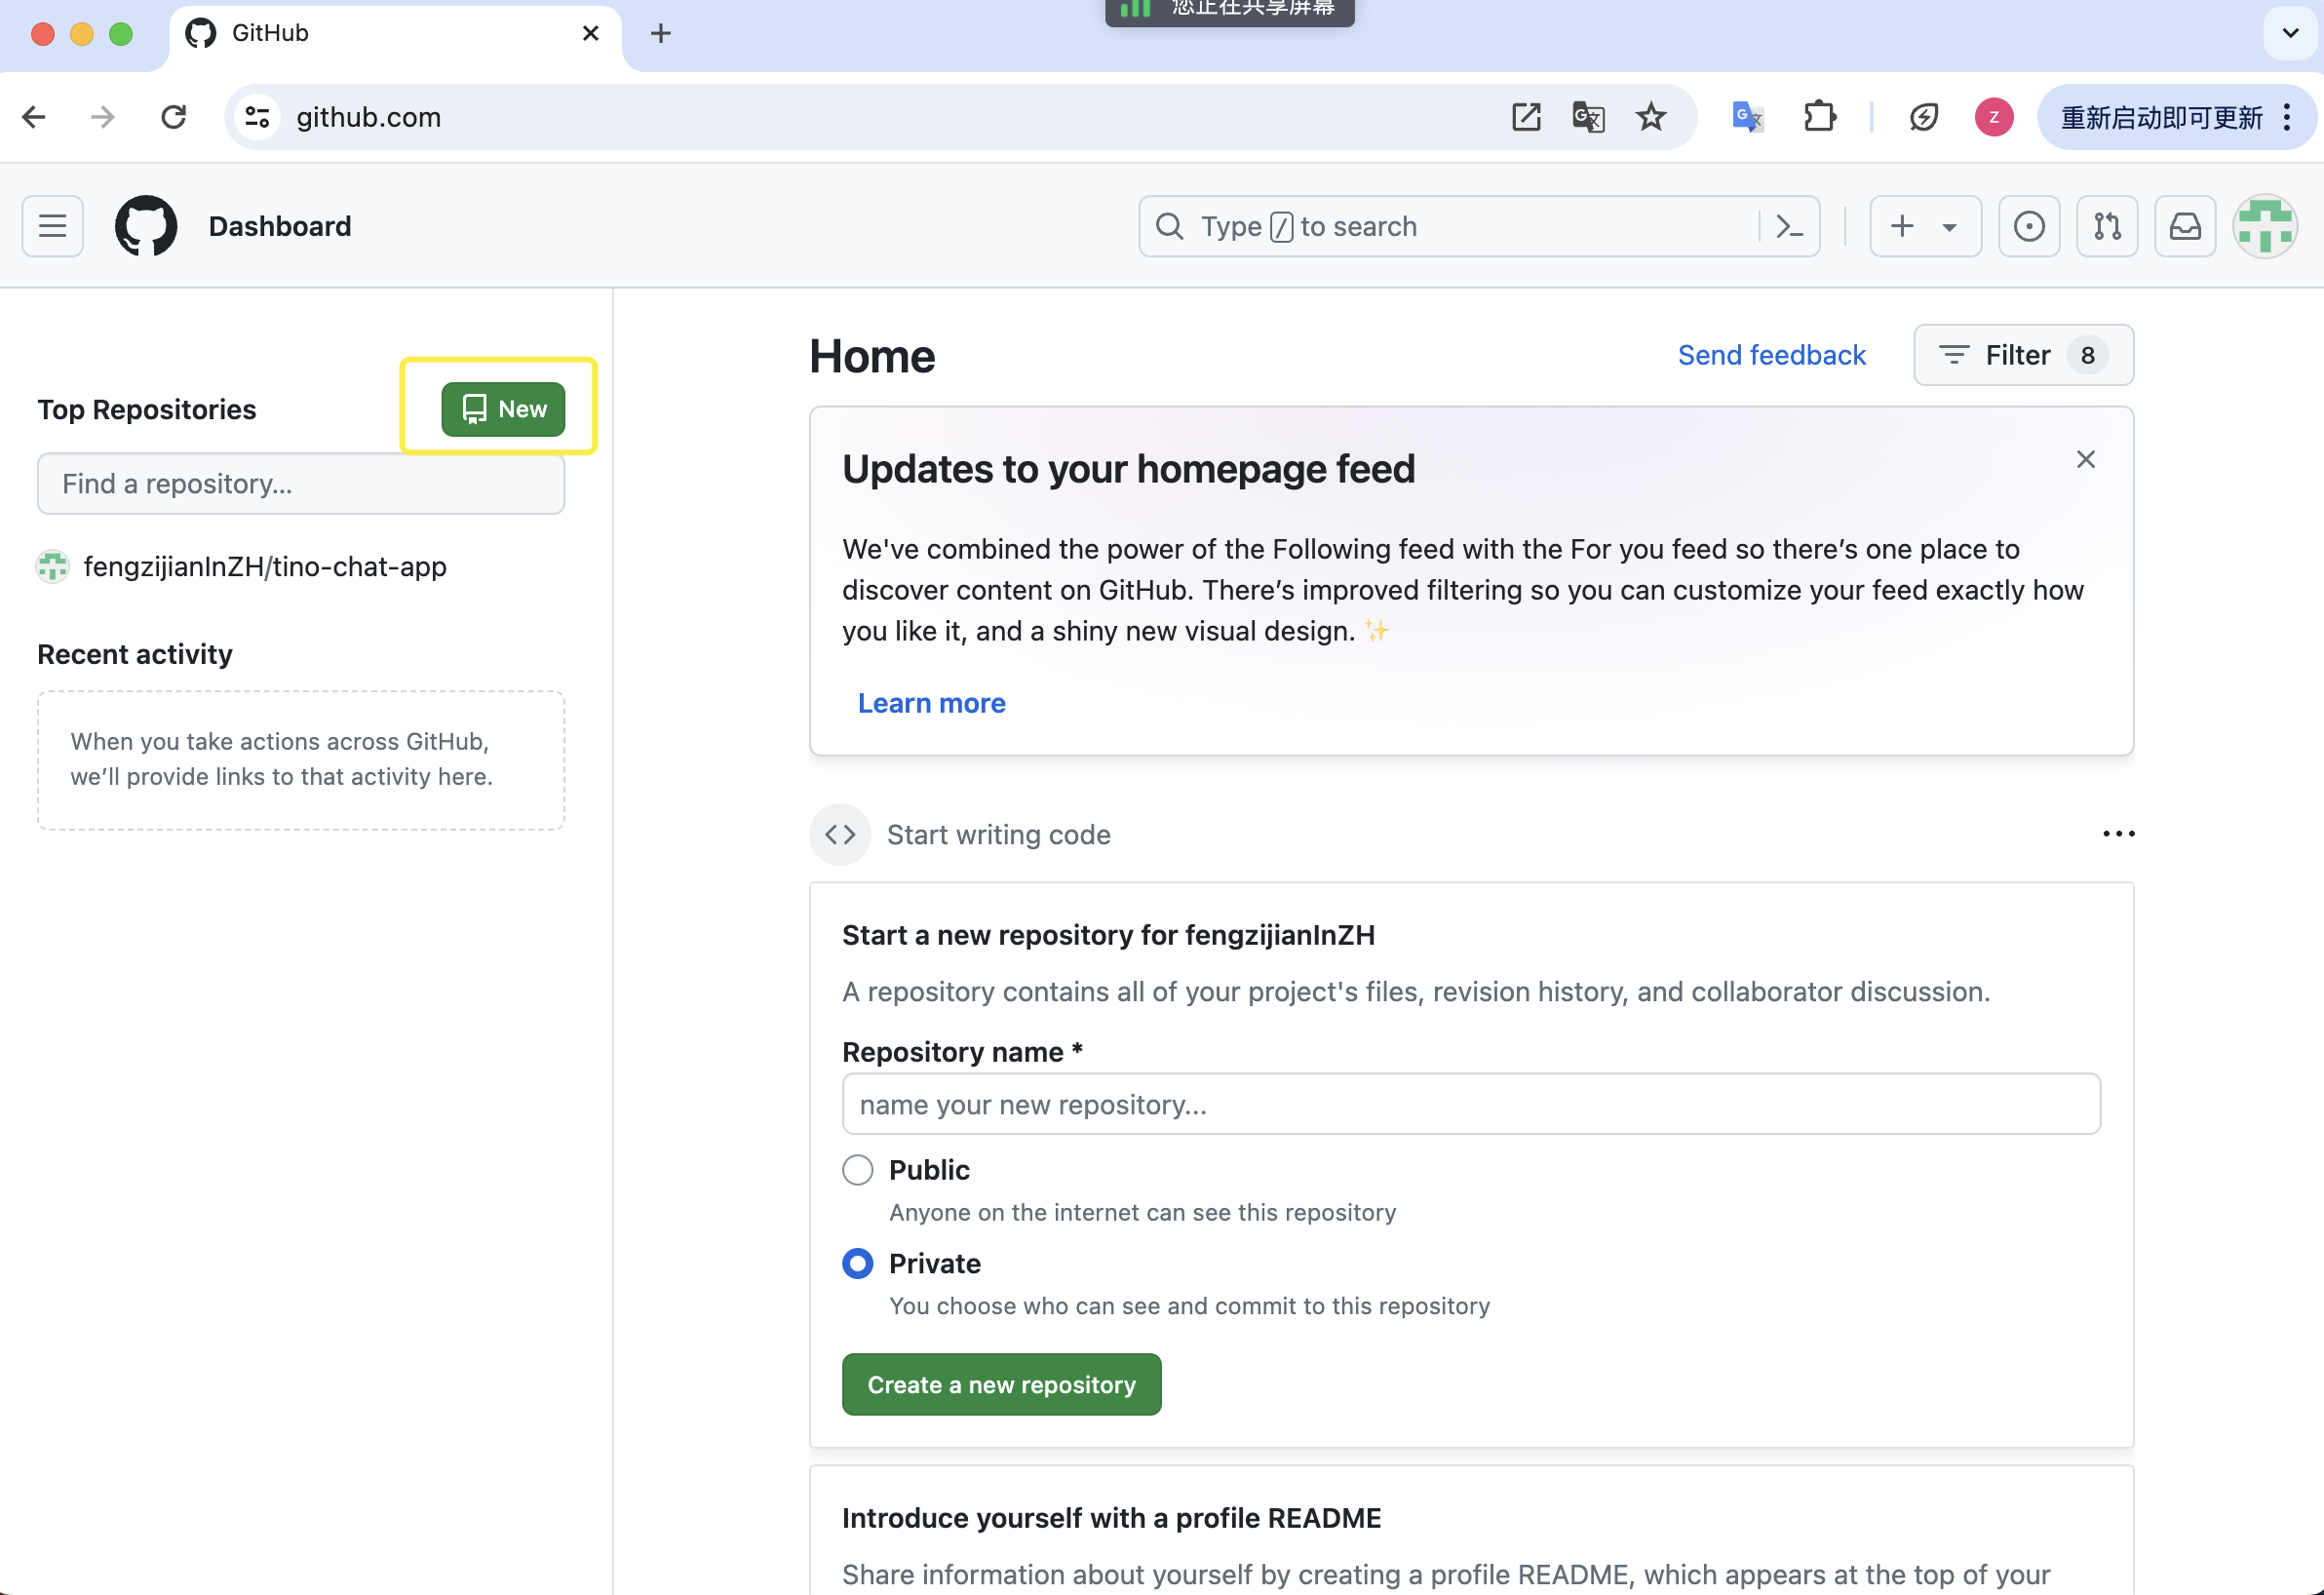 您正在共享屏幕
GitHub
github.com
Z
重新启动即可更新
Dashboard
Type / to search
Top Repositories
New
Find a repository...
fengzijianInZH/tino-chat-app
Recent activity
When you take actions across GitHub,
we’ll provide links to that activity here.
Home
Send feedback
Filter 8
Updates to your homepage feed
We've combined the power of the Following feed with the For you feed so there’s one place to
discover content on GitHub. There’s improved filtering so you can customize your feed exactly how
you like it, and a shiny new visual design. ✨
Learn more
Start writing code
Start a new repository for fengzijianInZH
A repository contains all of your project's files, revision history, and collaborator discussion.
Repository name *
name your new repository...
Public
Anyone on the internet can see this repository
Private
You choose who can see and commit to this repository
Create a new repository
Introduce yourself with a profile README
Share information about yourself by creating a profile README, which appears at the top of your